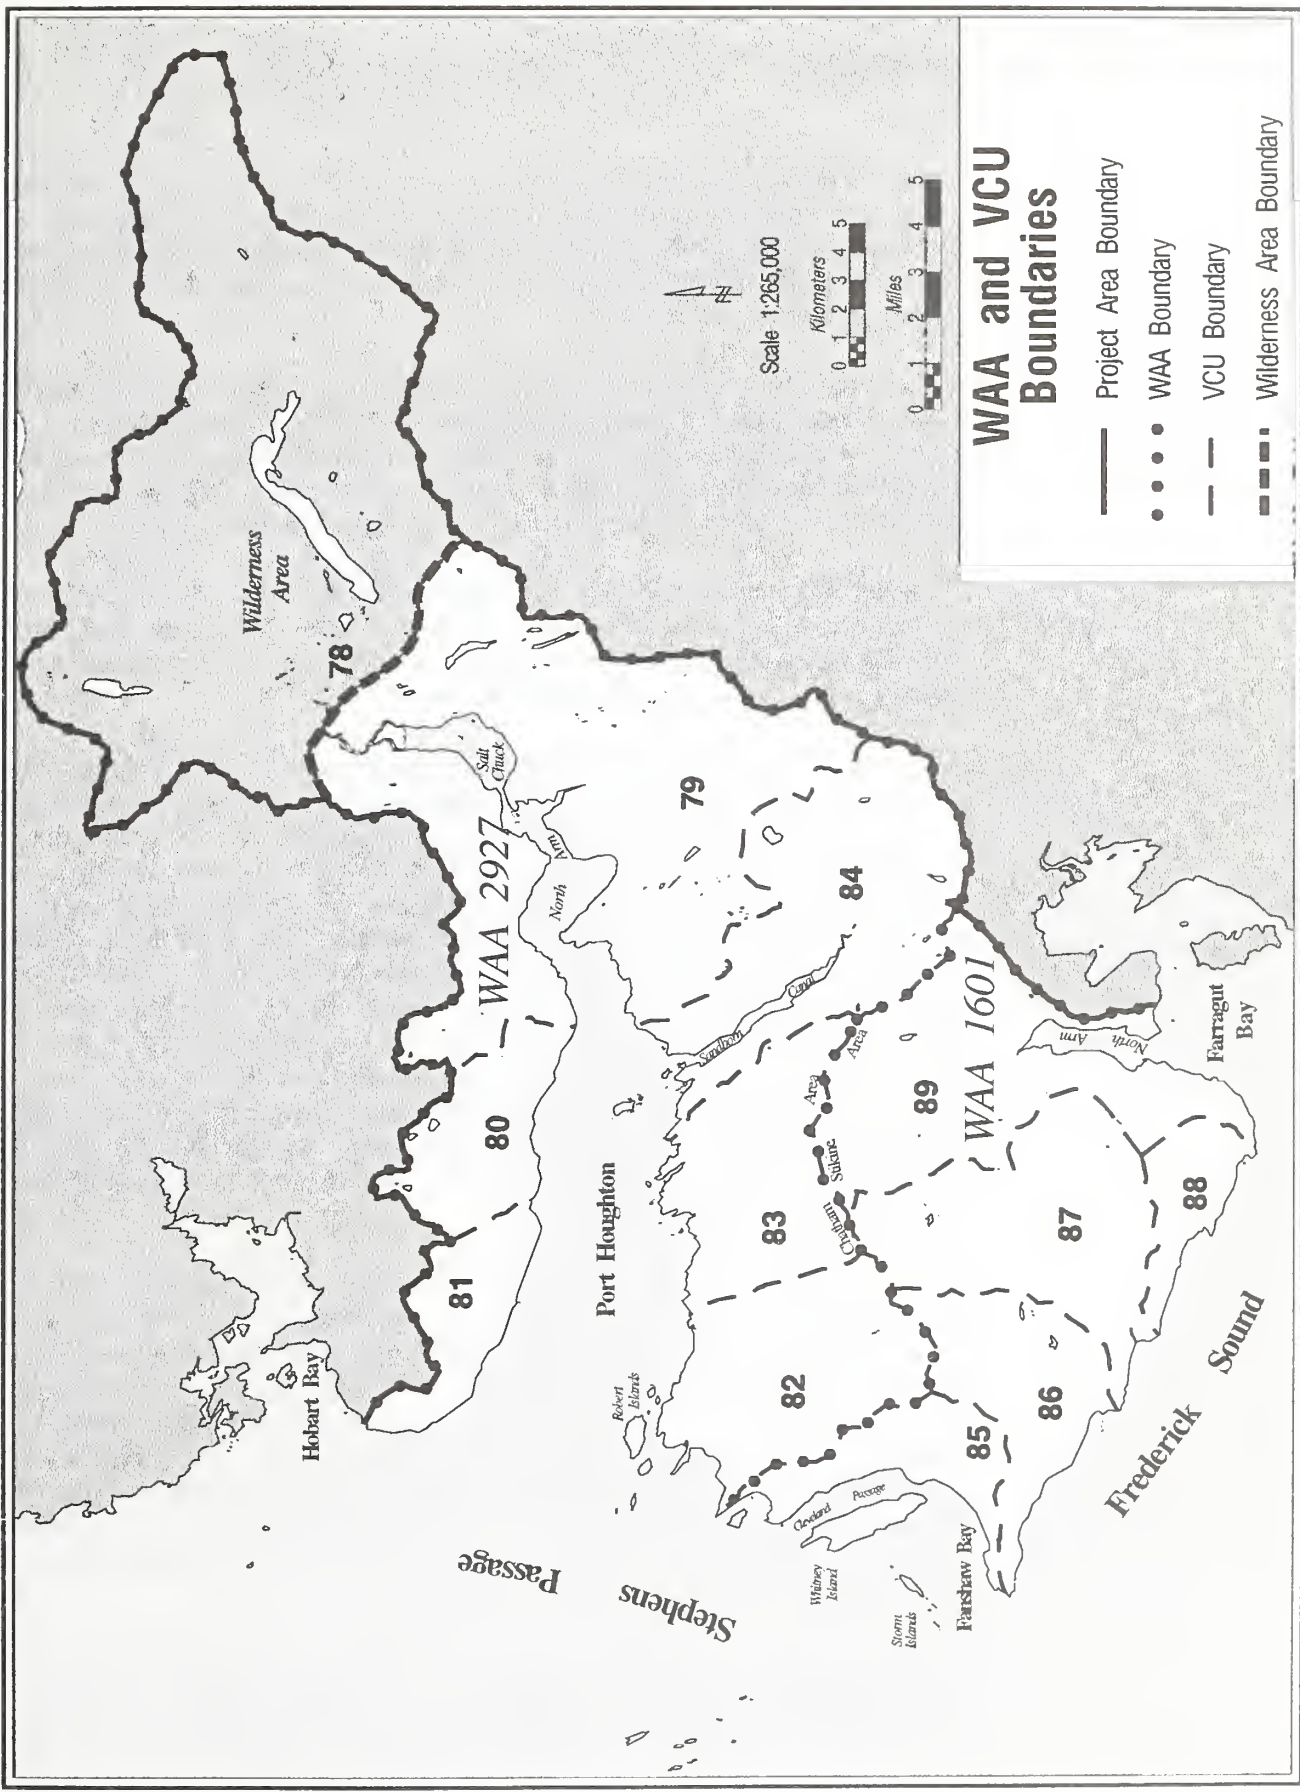 Wilderness
Area
78
Salt
Chuck
WAA 2927
North
Arm
79
84
Hobart Bay
81
80
Port Houghton
Robert
Islands
Sandborn
Canal
83
82
Chatham
Area
Stikine
Area
89
WAA 1601
87
88
86
85
Cleveland
Passage
Whitney
Island
Storm
Islands
Fanshaw Bay
Stephens
Passage
Frederick
Sound
North
Arm
Farragut
Bay
Scale 1:265,000
Kilometers
0 1 2 3 4 5
Miles
0 1 2 3 4 5
WAA and VCU
Boundaries
Project Area Boundary
WAA Boundary
VCU Boundary
Wilderness Area Boundary